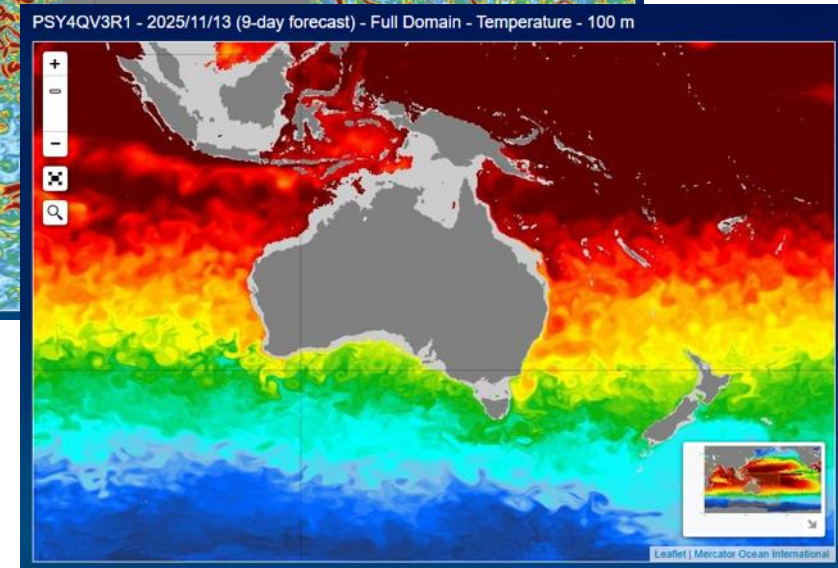 PSY4QV3R1 - 2025/11/13 (9-day forecast) - Full Domain - Temperature - 100 m
+
−
Leaflet | Mercator Ocean International